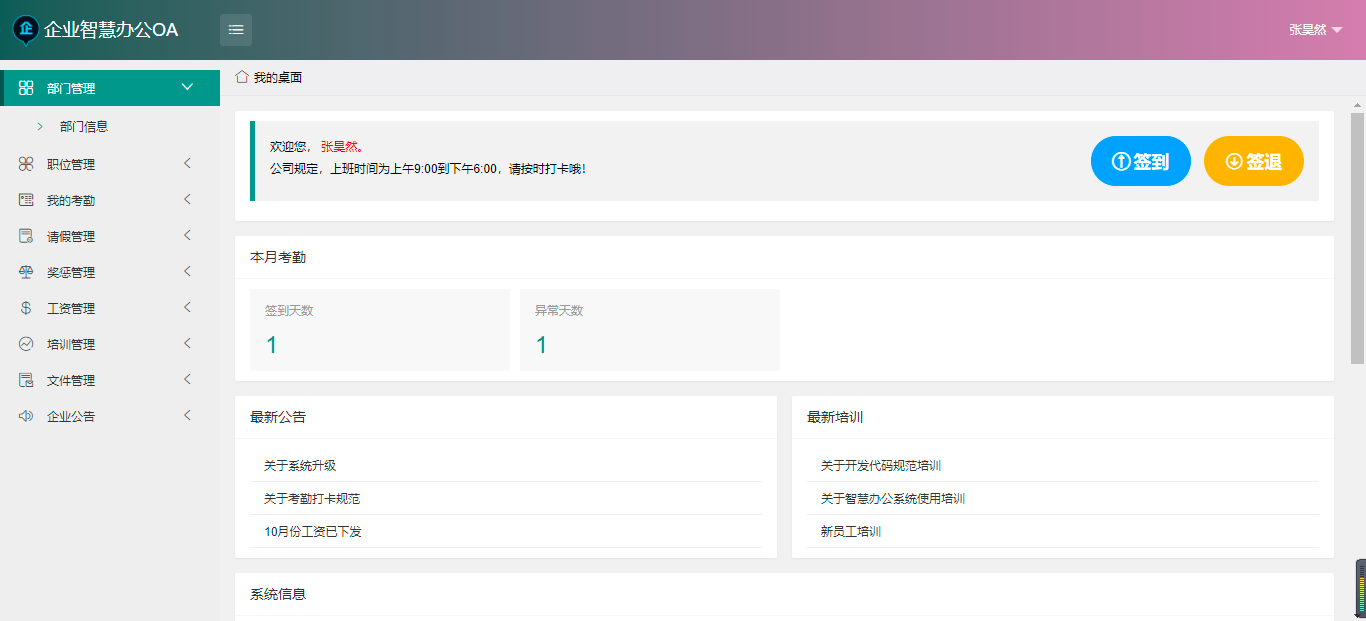 企业智慧办公OA
张昊然
部门管理
部门信息
职位管理
我的考勤
请假管理
奖惩管理
工资管理
培训管理
文件管理
企业公告
我的桌面
欢迎您， 张昊然。
公司规定，上班时间为上午9:00到下午6:00，请按时打卡哦！
签到
签退
本月考勤
签到天数
1
异常天数
1
最新公告
关于系统升级
关于考勤打卡规范
10月份工资已下发
最新培训
关于开发代码规范培训
关于智慧办公系统使用培训
新员工培训
系统信息